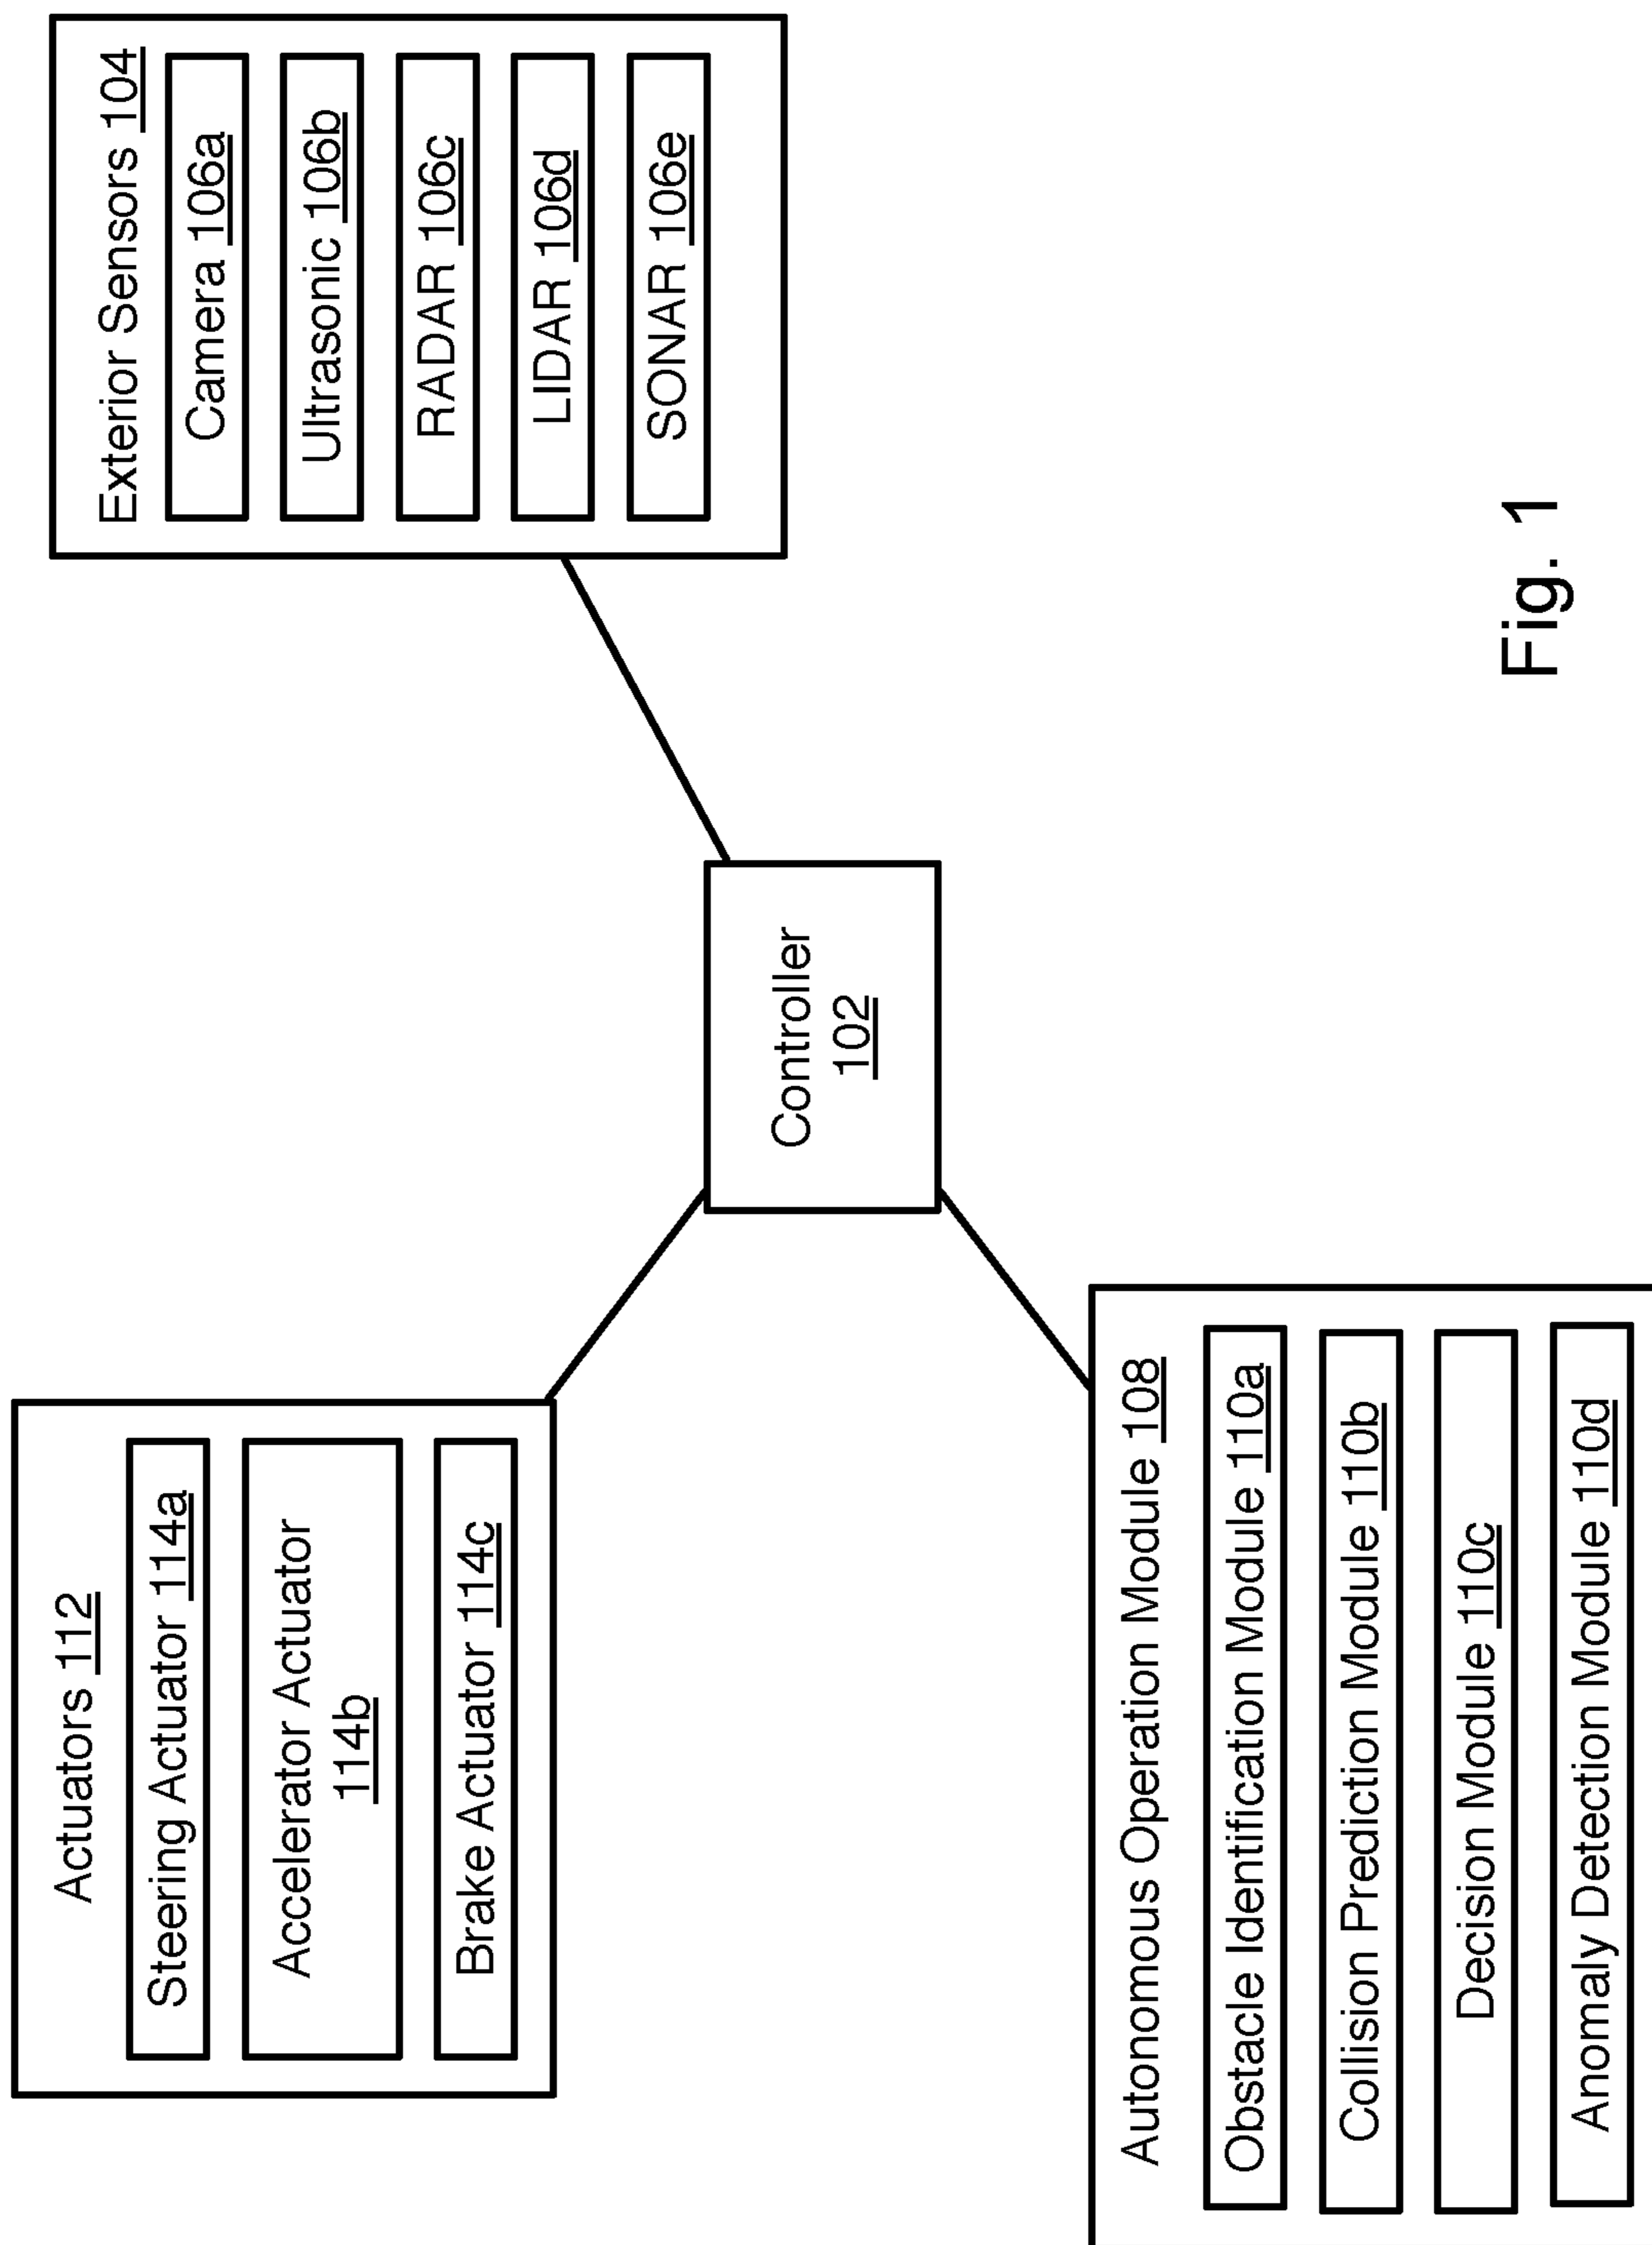 Actuators 112
Steering Actuator 114a
Accelerator Actuator
114b
Brake Actuator 114c
Exterior Sensors 104
Camera 106a
Ultrasonic 106b
RADAR 106c
LIDAR 106d
SONAR 106e
Controller
102
Autonomous Operation Module 108
Obstacle Identification Module 110a
Collision Prediction Module 110b
Decision Module 110c
Anomaly Detection Module 110d
Fig. 1